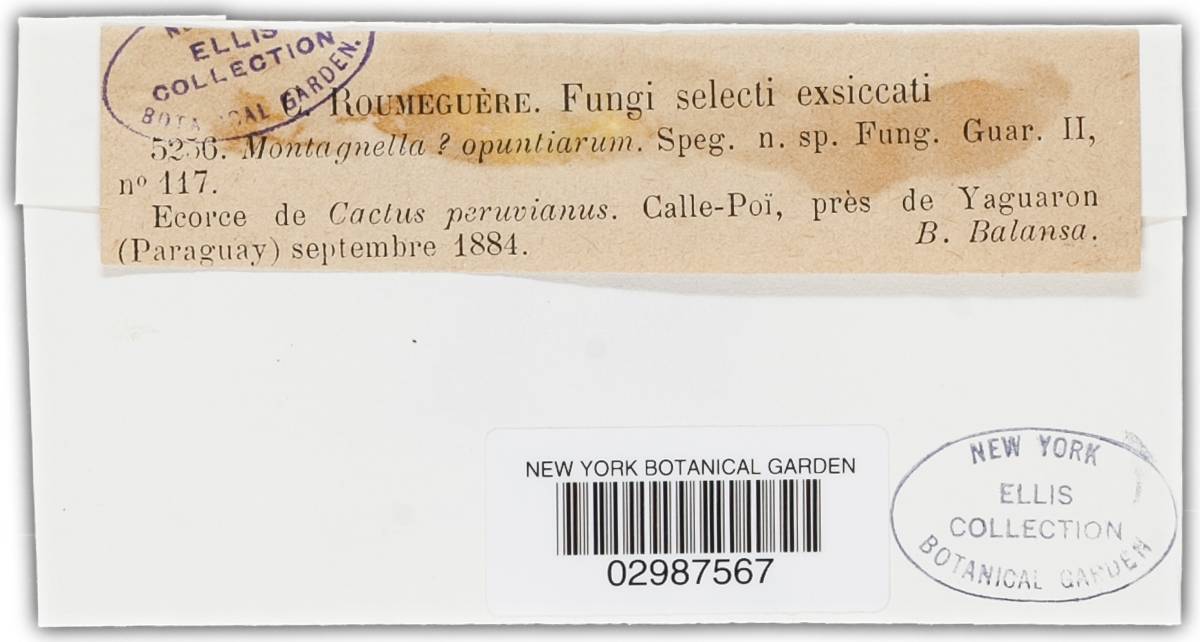 ELLIS
COLLECTION
BOTANICAL GARDEN.
C. ROUMEGUÈRE. Fungi selecti exsiccati
5256. Montagnella ? opuntiarum. Speg. n. sp. Fung. Guar. II,
nº 117.
Ecorce de Cactus peruvianus. Calle-Poï, près de Yaguaron
(Paraguay) septembre 1884.
B. Balansa.
NEW YORK BOTANICAL GARDEN
02987567
NEW YORK
ELLIS
COLLECTION
BOTANICAL GARDEN